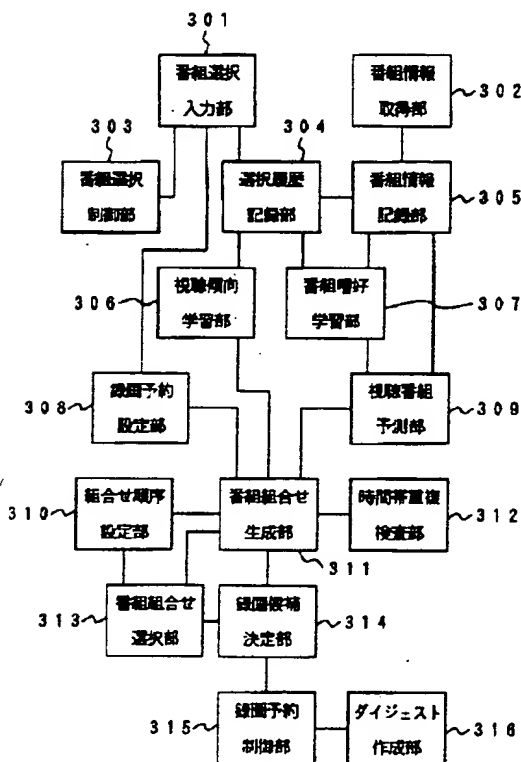 301
番組選択
入力部
番組情報
取得部
302
303
304
番組選択
制御部
選択履歴
記録部
番組情報
記録部
305
306
視聴傾向
学習部
番組嗜好
学習部
307
308
録画予約
設定部
視聴番組
予測部
309
310
組合せ順序
設定部
番組組合せ
生成部
時間帯重複
検査部
312
311
313
番組組合せ
選択部
録画候補
決定部
314
315
録画予約
制御部
ダイジェスト
作成部
316